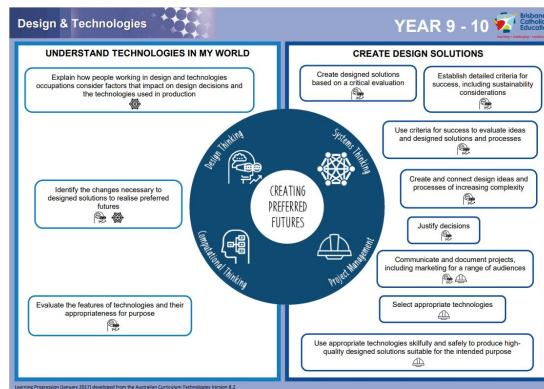 Design & Technologies
YEAR 9 - 10
Brisbane
Catholic
Education
UNDERSTAND TECHNOLOGIES IN MY WORLD
Explain how people working in design and technologies
occupations consider factors that impact on design decisions and
the technologies used in production
Identify the changes necessary to
designed solutions to realise preferred
futures
Evaluate the features of technologies and their
appropriateness for purpose
Design Thinking
Systems Thinking
CREATING
PREFERRED
FUTURES
Computational Thinking
Project Management
CREATE DESIGN SOLUTIONS
Create designed solutions
based on a critical evaluation
Establish detailed criteria for
success, including sustainability
considerations
Use criteria for success to evaluate ideas
and designed solutions and processes
Create and connect design ideas and
processes of increasing complexity
Justify decisions
Communicate and document projects,
including marketing for a range of audiences
Select appropriate technologies
Use appropriate technologies skilfully and safely to produce high-
quality designed solutions suitable for the intended purpose
Learning Progression (January 2017) developed from the Australian Curriculum Technologies Version 8.2